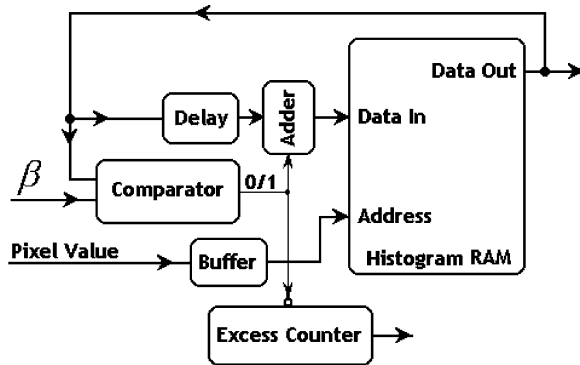 Data Out
Delay
Adder
Data In
β
Comparator
0/1
Address
Pixel Value
Buffer
Histogram RAM
Excess Counter